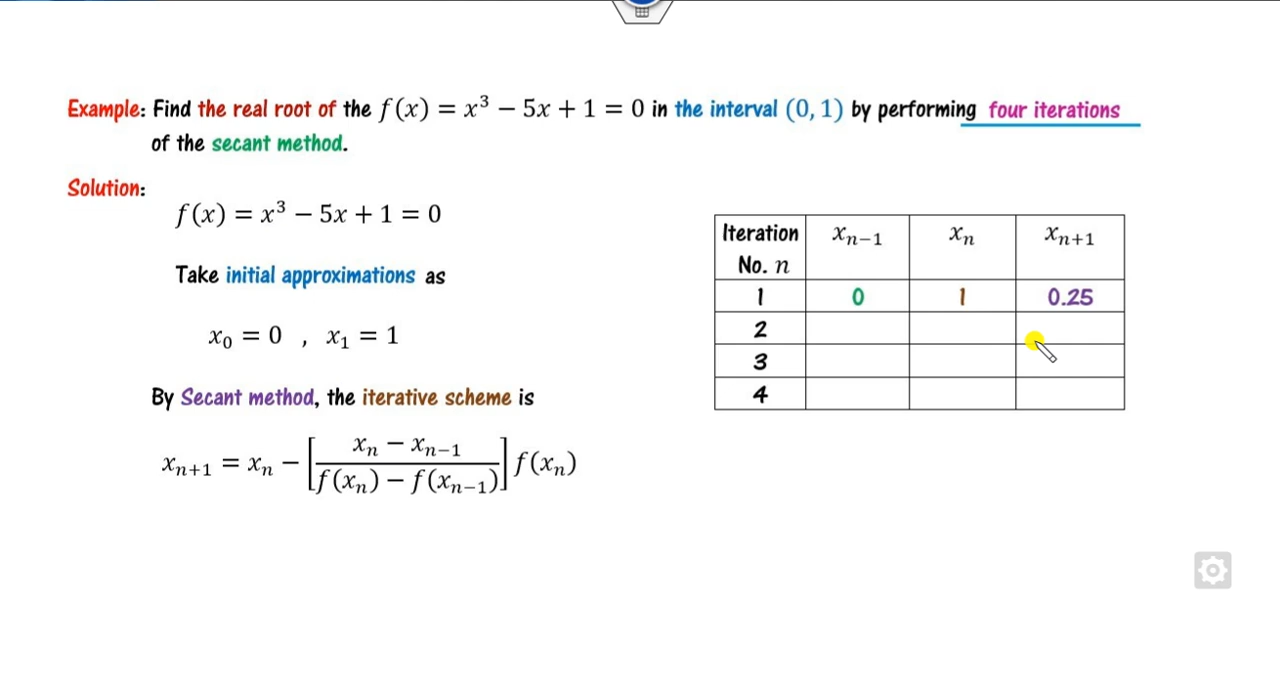 Example: Find the real root of the f(x) = x³ − 5x + 1 = 0 in the interval (0, 1) by performing four iterations
of the secant method.
Solution:
f(x) = x³ − 5x + 1 = 0
Take initial approximations as
x₀ = 0 , x₁ = 1
By Secant method, the iterative scheme is
xₙ₊₁ = xₙ − [(xₙ − xₙ₋₁) / (f(xₙ) − f(xₙ₋₁))] f(xₙ)
Iteration No. n xₙ₋₁ xₙ xₙ₊₁
1 0 1 0.25
2
3
4